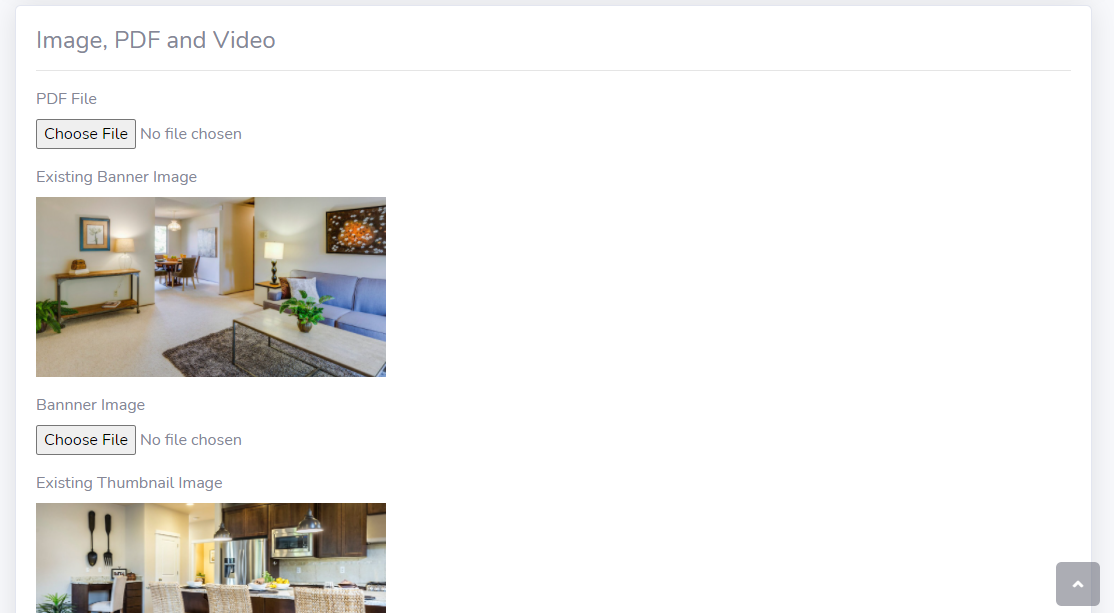 Image, PDF and Video
PDF File
Choose File No file chosen
Existing Banner Image
Bannner Image
Choose File No file chosen
Existing Thumbnail Image